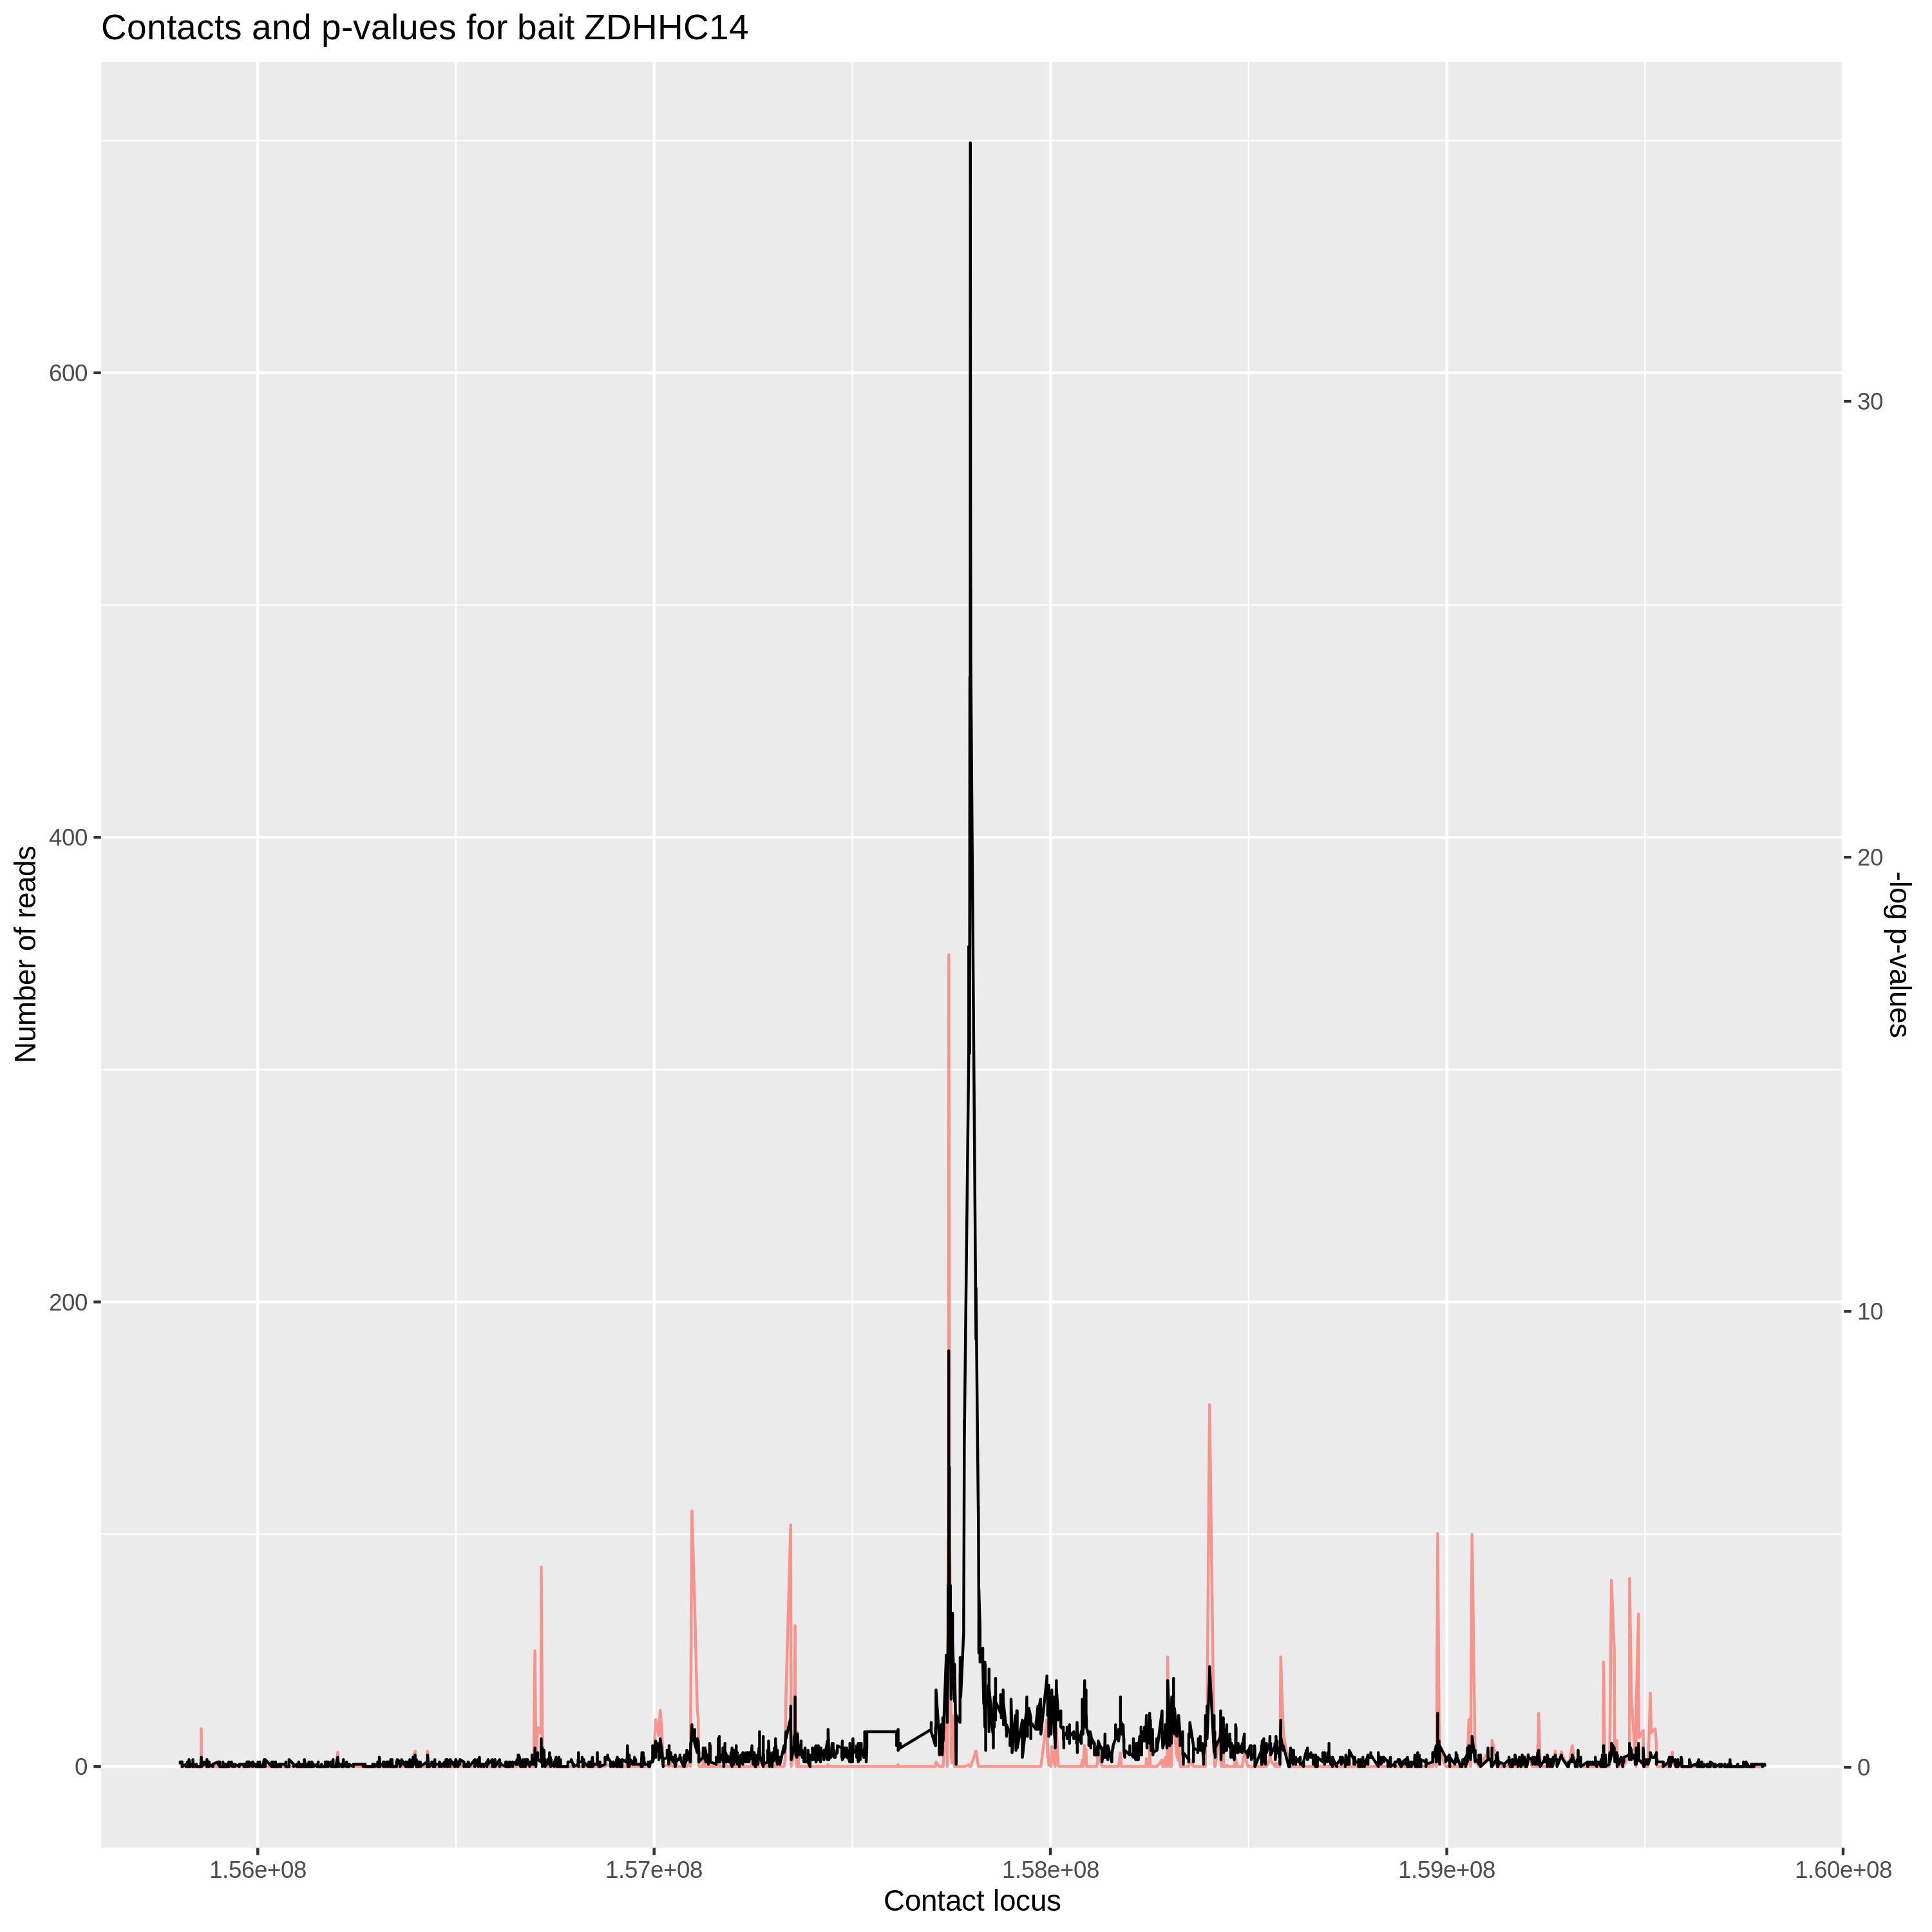 Contacts and p-values for bait ZDHHC14
Number of reads
600
400
200
0
30
20
10
0
-log p-values
1.56e+08
1.57e+08
1.58e+08
1.59e+08
1.60e+08
Contact locus